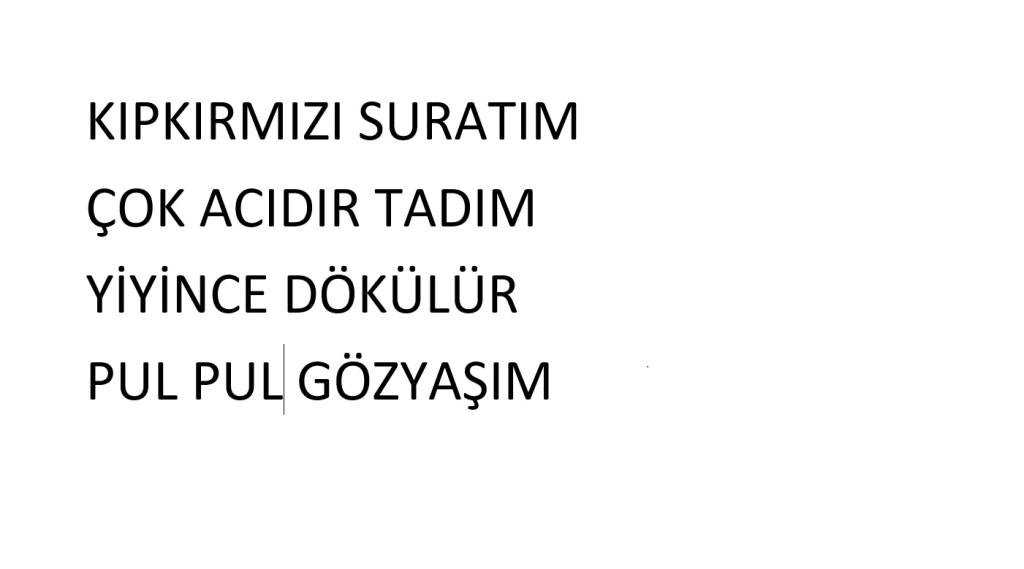 KIPKIRMIZI SURATIM
ÇOK ACIDIR TADIM
YİYİNCE DÖKÜLÜR
PUL PUL GÖZYAŞIM